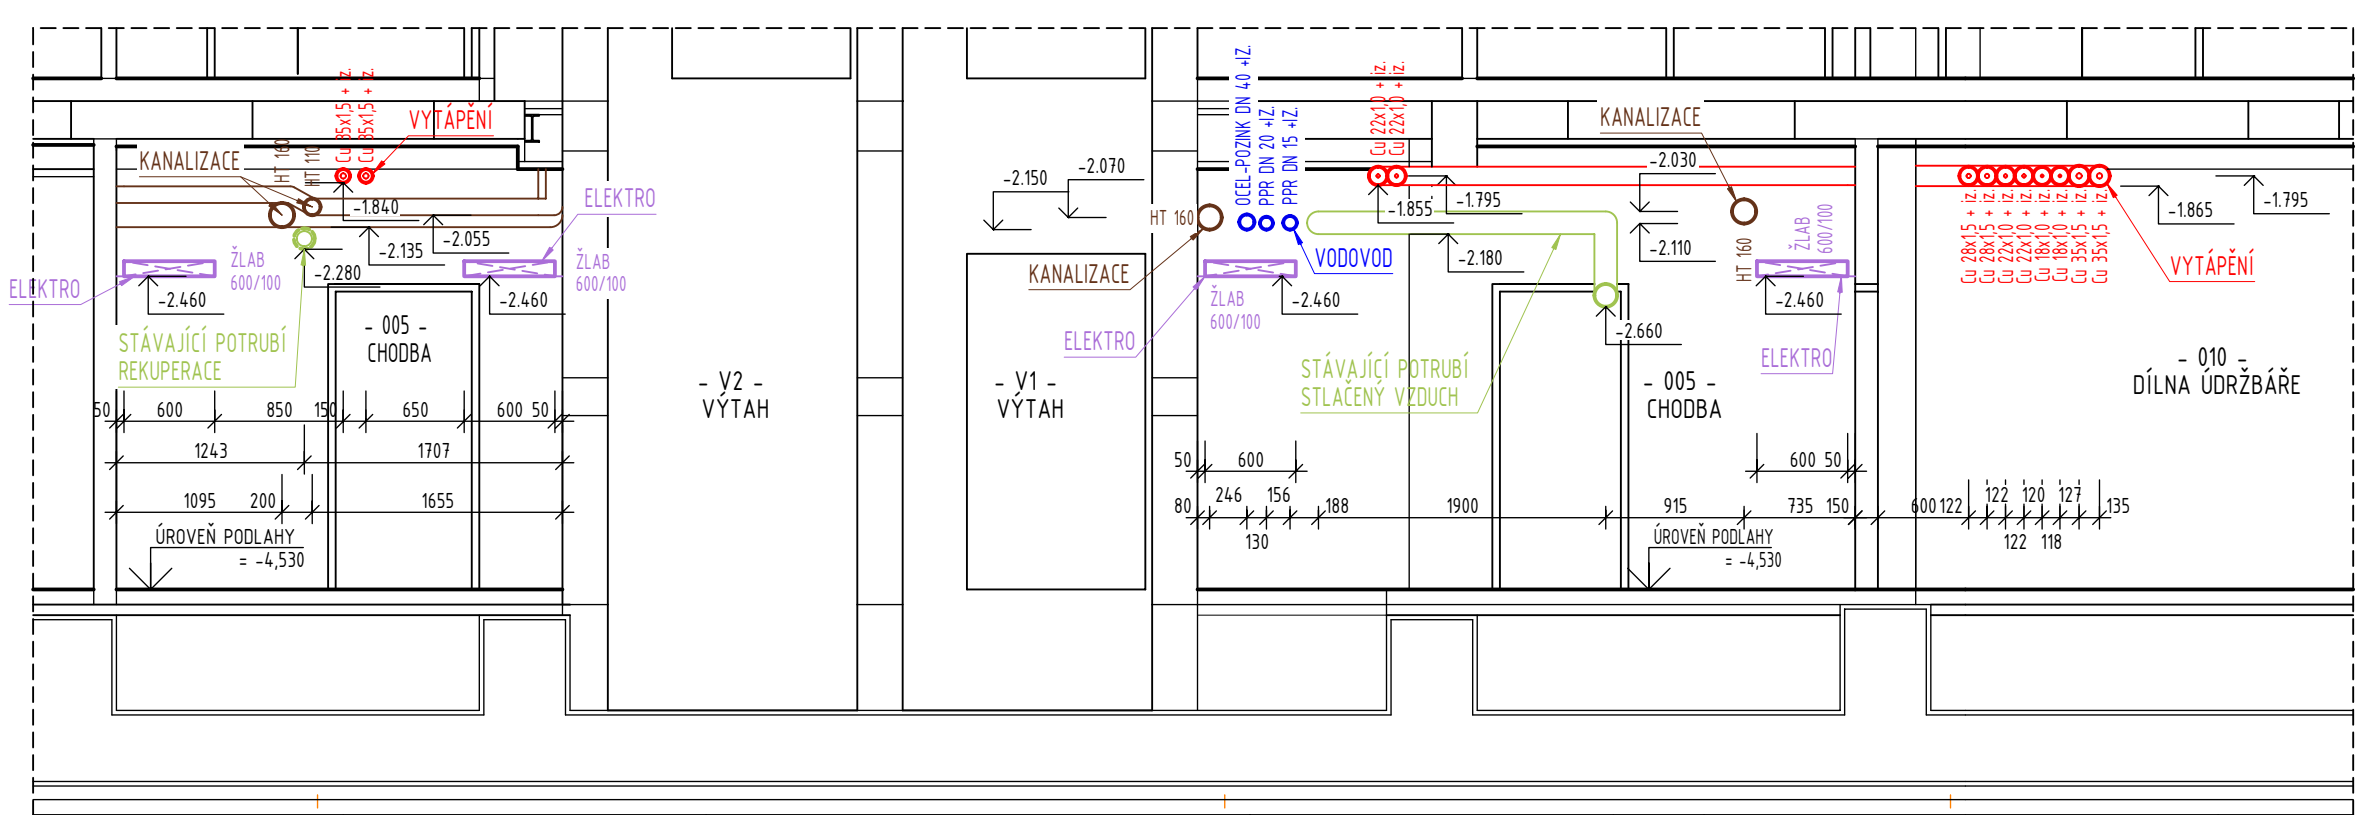 KANALIZACE
HT 160
HT 110
Cu 35x1,5 + iz.
Cu 35x1,5 + iz.
VYTÁPĚNÍ
ELEKTRO
-1.840
-2.055
-2.135
-2.280
ŽLAB
600/100
ELEKTRO
-2.460
ŽLAB
600/100
-2.460
STÁVAJÍCÍ POTRUBÍ
REKUPERACE
- 005 -
CHODBA
50 600 850 150 650 600 50
1243 1707
1095 200 1655
ÚROVEŇ PODLAHY
= -4,530
- V2 -
VÝTAH
-2.150
-2.070
- V1 -
VÝTAH
OCEL-POZINK DN 40 +IZ.
PPR DN 20 +IZ.
PPR DN 15 +IZ.
HT 160
KANALIZACE
VODOVOD
Cu 22x1,0 + iz.
Cu 22x1,0 + iz.
-1.855
-1.795
-2.180
ŽLAB
600/100
-2.460
ELEKTRO
STÁVAJÍCÍ POTRUBÍ
STLAČENÝ VZDUCH
-2.660
KANALIZACE
-2.030
-2.110
HT 160
ŽLAB
600/100
-2.460
ELEKTRO
- 005 -
CHODBA
50 600
600 50
80 246 156 188 1900 915 735 150 600 122 122 120 127 135
130 122 118
ÚROVEŇ PODLAHY
= -4,530
Cu 28x1,5 + iz.
Cu 28x1,5 + iz.
Cu 22x1,0 + iz.
Cu 22x1,0 + iz.
Cu 18x1,0 + iz.
Cu 18x1,0 + iz.
Cu 35x1,5 + iz.
Cu 35x1,5 + iz.
-1.865
-1.795
VYTÁPĚNÍ
- 010 -
DÍLNA ÚDRŽBÁŘE